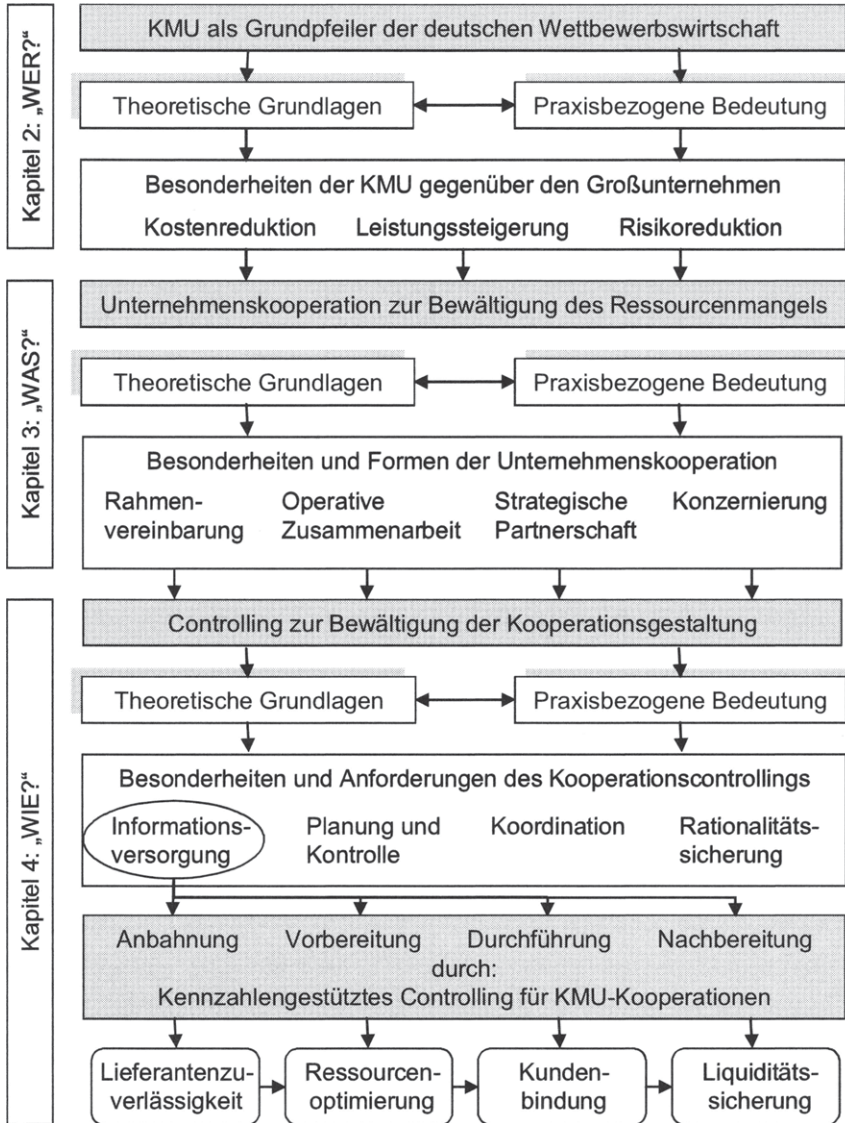 Kapitel 2: „WER?“
KMU als Grundpfeiler der deutschen Wettbewerbswirtschaft
Theoretische Grundlagen
Praxisbezogene Bedeutung
Besonderheiten der KMU gegenüber den Großunternehmen
Kostenreduktion Leistungssteigerung Risikoreduktion
Kapitel 3: „WAS?“
Unternehmenskooperation zur Bewältigung des Ressourcenmangels
Theoretische Grundlagen
Praxisbezogene Bedeutung
Besonderheiten und Formen der Unternehmenskooperation
Rahmen-
vereinbarung
Operative
Zusammenarbeit
Strategische
Partnerschaft
Konzernierung
Kapitel 4: „WIE?“
Controlling zur Bewältigung der Kooperationsgestaltung
Theoretische Grundlagen
Praxisbezogene Bedeutung
Besonderheiten und Anforderungen des Kooperationscontrollings
Informations-
versorgung
Planung und
Kontrolle
Koordination
Rationalitäts-
sicherung
Anbahnung Vorbereitung Durchführung Nachbereitung
durch:
Kennzahlengestütztes Controlling für KMU-Kooperationen
Lieferantenzu-
verlässigkeit
Ressourcen-
optimierung
Kunden-
bindung
Liquiditäts-
sicherung